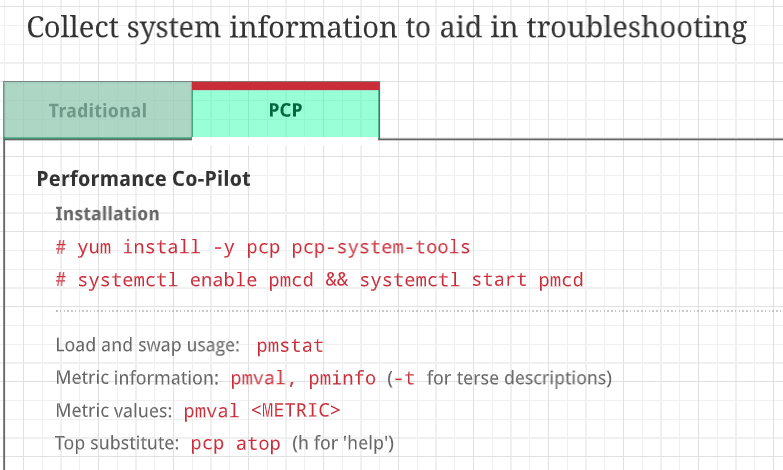 Collect system information to aid in troubleshooting
Traditional
PCP
Performance Co-Pilot
Installation
# yum install -y pcp pcp-system-tools
# systemctl enable pmcd && systemctl start pmcd
Load and swap usage: pmstat
Metric information: pmval, pminfo (-t for terse descriptions)
Metric values: pmval <METRIC>
Top substitute: pcp atop (h for 'help')